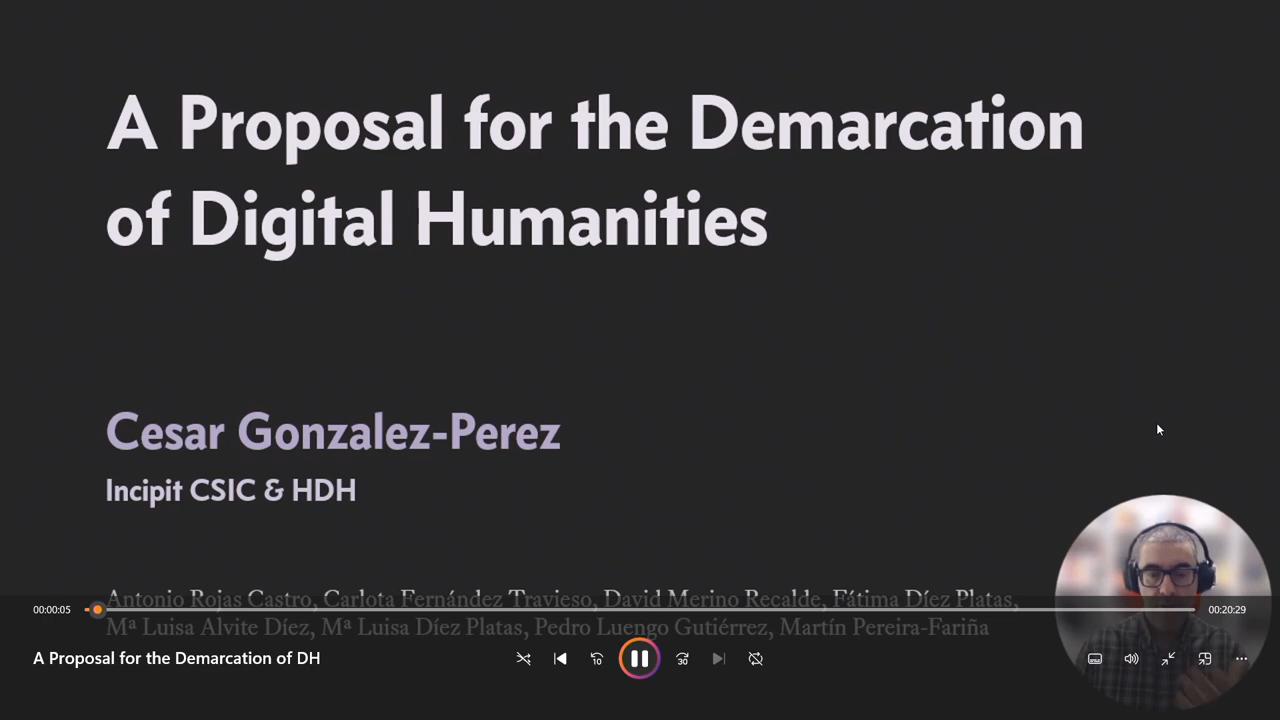 A Proposal for the Demarcation
of Digital Humanities
Cesar Gonzalez-Perez
Incipit CSIC & HDH
Antonio Rojas Castro, Carlota Fernández Travieso, David Merino Recalde, Fátima Díez Platas,
00:00:05
00:20:29
Mª Luisa Alvite Díez, Mª Luisa Díez Platas, Pedro Luengo Gutiérrez, Martín Pereira-Fariña
A Proposal for the Demarcation of DH
10
30